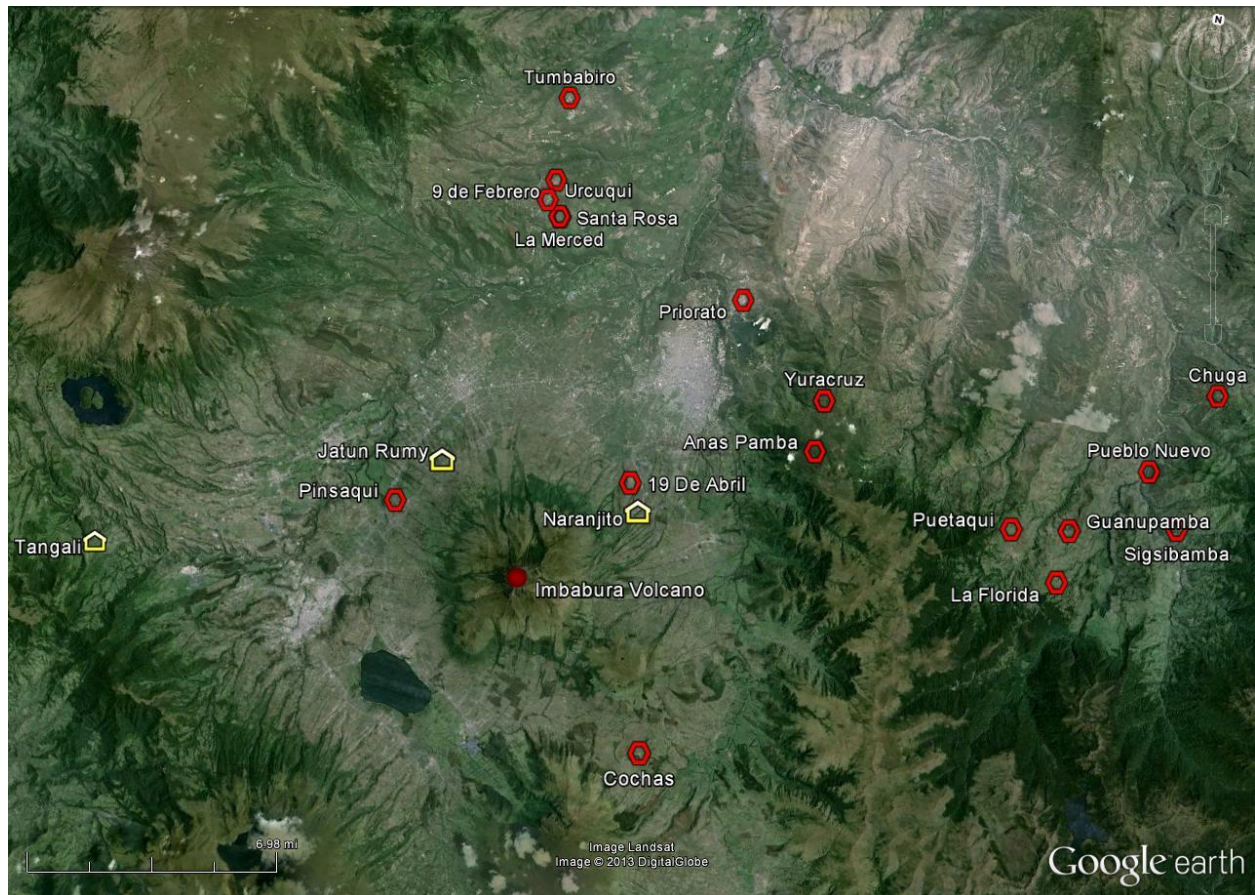 N
Tumbabiro
9 de Febrero
Urcuqui
Santa Rosa
La Merced
Priorato
Chuga
Yuracruz
Anas Pamba
Jatun Rumy
Pueblo Nuevo
Pinsaqui
19 De Abril
Naranjito
Puetaqui
Guanupamba
Tangali
Sigsibamba
Imbabura Volcano
La Florida
Cochas
6.98 mi
Image Landsat
Image © 2013 DigitalGlobe
Google earth